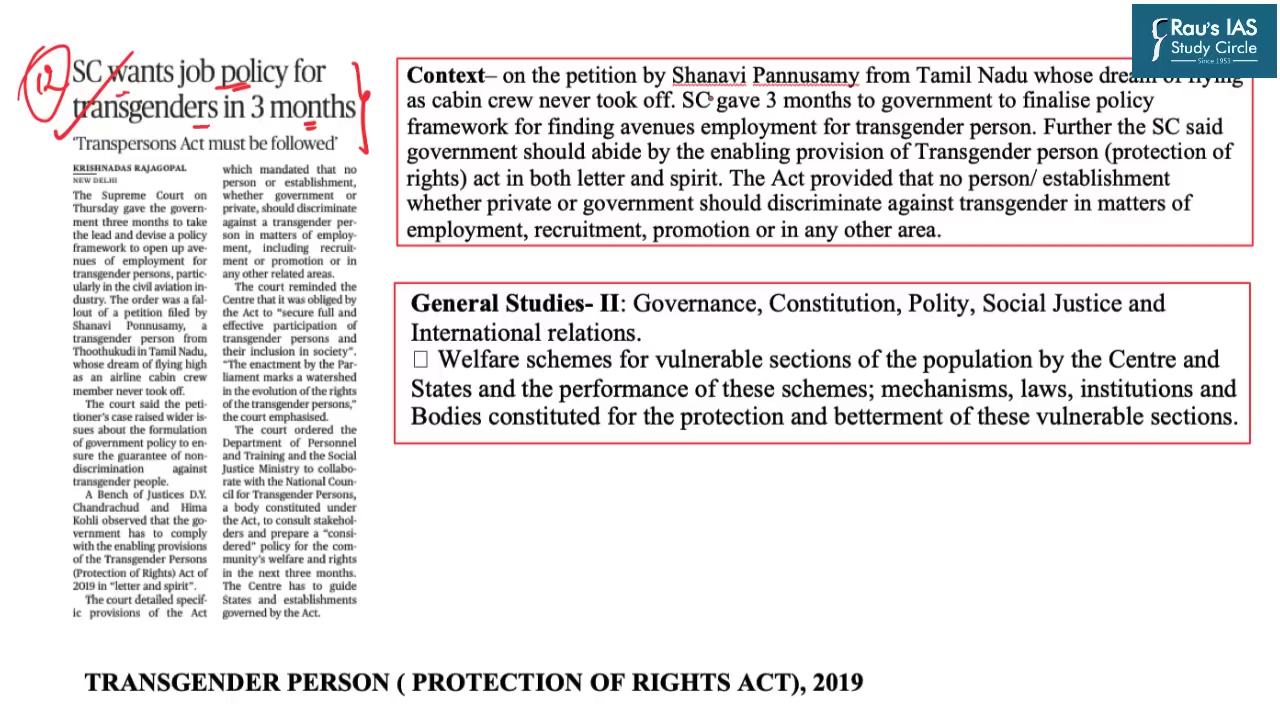 Rau's IAS
Study Circle
Since 1953
12
SC wants job policy for
transgenders in 3 months
'Transpersons Act must be followed'
KRISHNADAS RAJAGOPAL
NEW DELHI
The Supreme Court on
Thursday gave the govern-
ment three months to take
the lead and devise a policy
framework to open up ave-
nues of employment for
transgender persons, partic-
ularly in the civil aviation in-
dustry. The order was a fal-
lout of a petition filed by
Shanavi Ponnusamy, a
transgender person from
Thoothukudi in Tamil Nadu,
whose dream of flying high
as an airline cabin crew
member never took off.
The court said the peti-
tioner's case raised wider is-
sues about the formulation
of government policy to en-
sure the guarantee of non-
discrimination against
transgender people.
A Bench of Justices D.Y.
Chandrachud and Hima
Kohli observed that the go-
vernment has to comply
with the enabling provisions
of the Transgender Persons
(Protection of Rights) Act of
2019 in "letter and spirit".
The court detailed specif-
ic provisions of the Act
which mandated that no
person or establishment,
whether government or
private, should discriminate
against a transgender per-
son in matters of employ-
ment, including recruit-
ment or promotion or in
any other related areas.
The court reminded the
Centre that it was obliged by
the Act to "secure full and
effective participation of
transgender persons and
their inclusion in society".
"The enactment by the Par-
liament marks a watershed
in the evolution of the rights
of the transgender persons,"
the court emphasised.
The court ordered the
Department of Personnel
and Training and the Social
Justice Ministry to collabo-
rate with the National Coun-
cil for Transgender Persons,
a body constituted under
the Act, to consult stakehol-
ders and prepare a "consi-
dered" policy for the com-
munity's welfare and rights
in the next three months.
The Centre has to guide
States and establishments
governed by the Act.
Context– on the petition by Shanavi Pannusamy from Tamil Nadu whose dream of flying
as cabin crew never took off. SC gave 3 months to government to finalise policy
framework for finding avenues employment for transgender person. Further the SC said
government should abide by the enabling provision of Transgender person (protection of
rights) act in both letter and spirit. The Act provided that no person/ establishment
whether private or government should discriminate against transgender in matters of
employment, recruitment, promotion or in any other area.
General Studies- II: Governance, Constitution, Polity, Social Justice and
International relations.
Welfare schemes for vulnerable sections of the population by the Centre and
States and the performance of these schemes; mechanisms, laws, institutions and
Bodies constituted for the protection and betterment of these vulnerable sections.
TRANSGENDER PERSON ( PROTECTION OF RIGHTS ACT), 2019